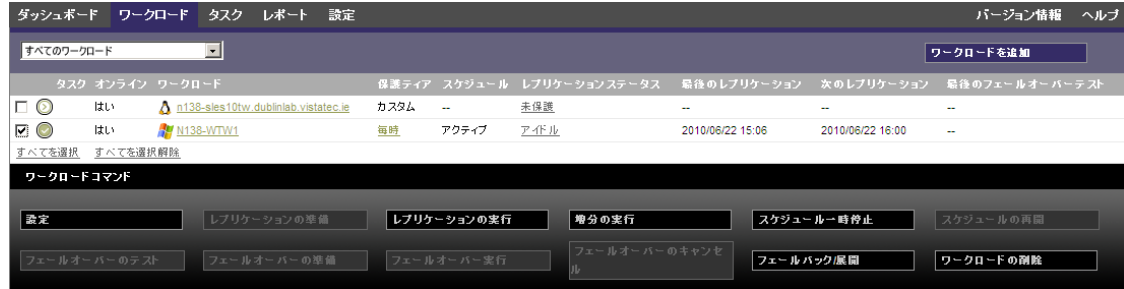 ダッシュボード ワークロード タスク レポート 設定 バージョン情報 ヘルプ
すべてのワークロード ワークロードを追加
タスク オンライン ワークロード 保護ティア スケジュール レプリケーションステータス 最後のレプリケーション 次のレプリケーション 最後のフェールオーバーテスト
はい n138-sles10tw.dublinlab.vistatec.ie カスタム -- 未保護 -- -- --
はい N138-WTW1 毎時 アクティブ アイドル 2010/06/22 15:06 2010/06/22 16:00 --
すべてを選択 すべてを選択解除
ワークロードコマンド
設定 レプリケーションの準備 レプリケーションの実行 増分の実行 スケジュール一時停止 スケジュールの再開
フェールオーバーのテスト フェールオーバーの準備 フェールオーバー実行 フェールオーバーのキャンセル フェールバック/展開 ワークロードの削除